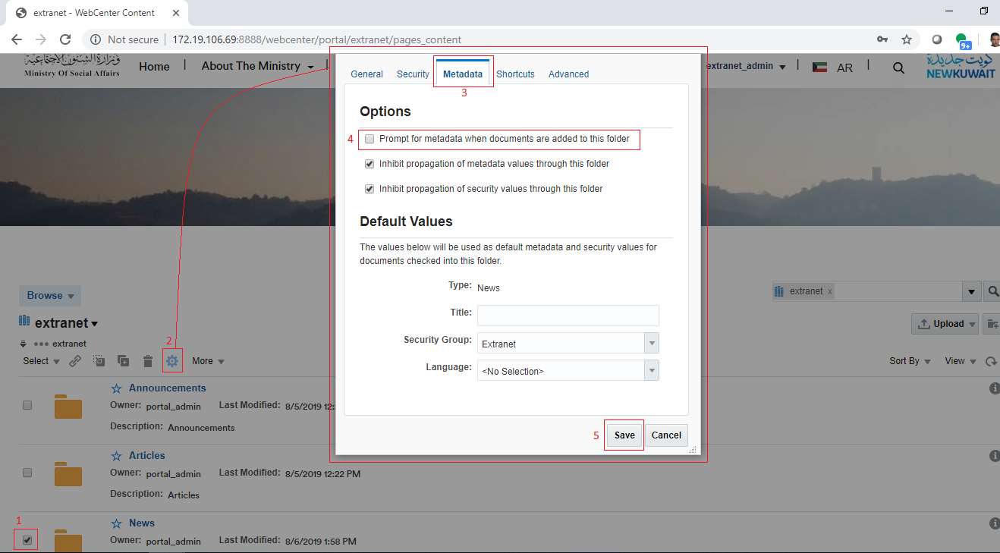 extranet - WebCenter Content
Not secure 172.19.106.69:8888/webcenter/portal/extranet/pages_content
9+
وزارة الشئون الاجتماعية
Ministry Of Social Affairs
Home
About The Ministry
extranet_admin
AR
كويت جديدة
NEWKUWAIT
General Security Metadata Shortcuts Advanced
3
Options
4 Prompt for metadata when documents are added to this folder
Inhibit propagation of metadata values through this folder
Inhibit propagation of security values through this folder
Default Values
The values below will be used as default metadata and security values for
documents checked into this folder.
Type: News
Title:
Security Group: Extranet
Language: <No Selection>
5 Save Cancel
Browse
extranet x
extranet
Upload
••• extranet
2
Select More
Sort By View
Announcements
Owner: portal_admin Last Modified: 8/5/2019 12:
Description: Announcements
Articles
Owner: portal_admin Last Modified: 8/5/2019 12:22 PM
Description: Articles
1
News
Owner: portal_admin Last Modified: 8/6/2019 1:58 PM